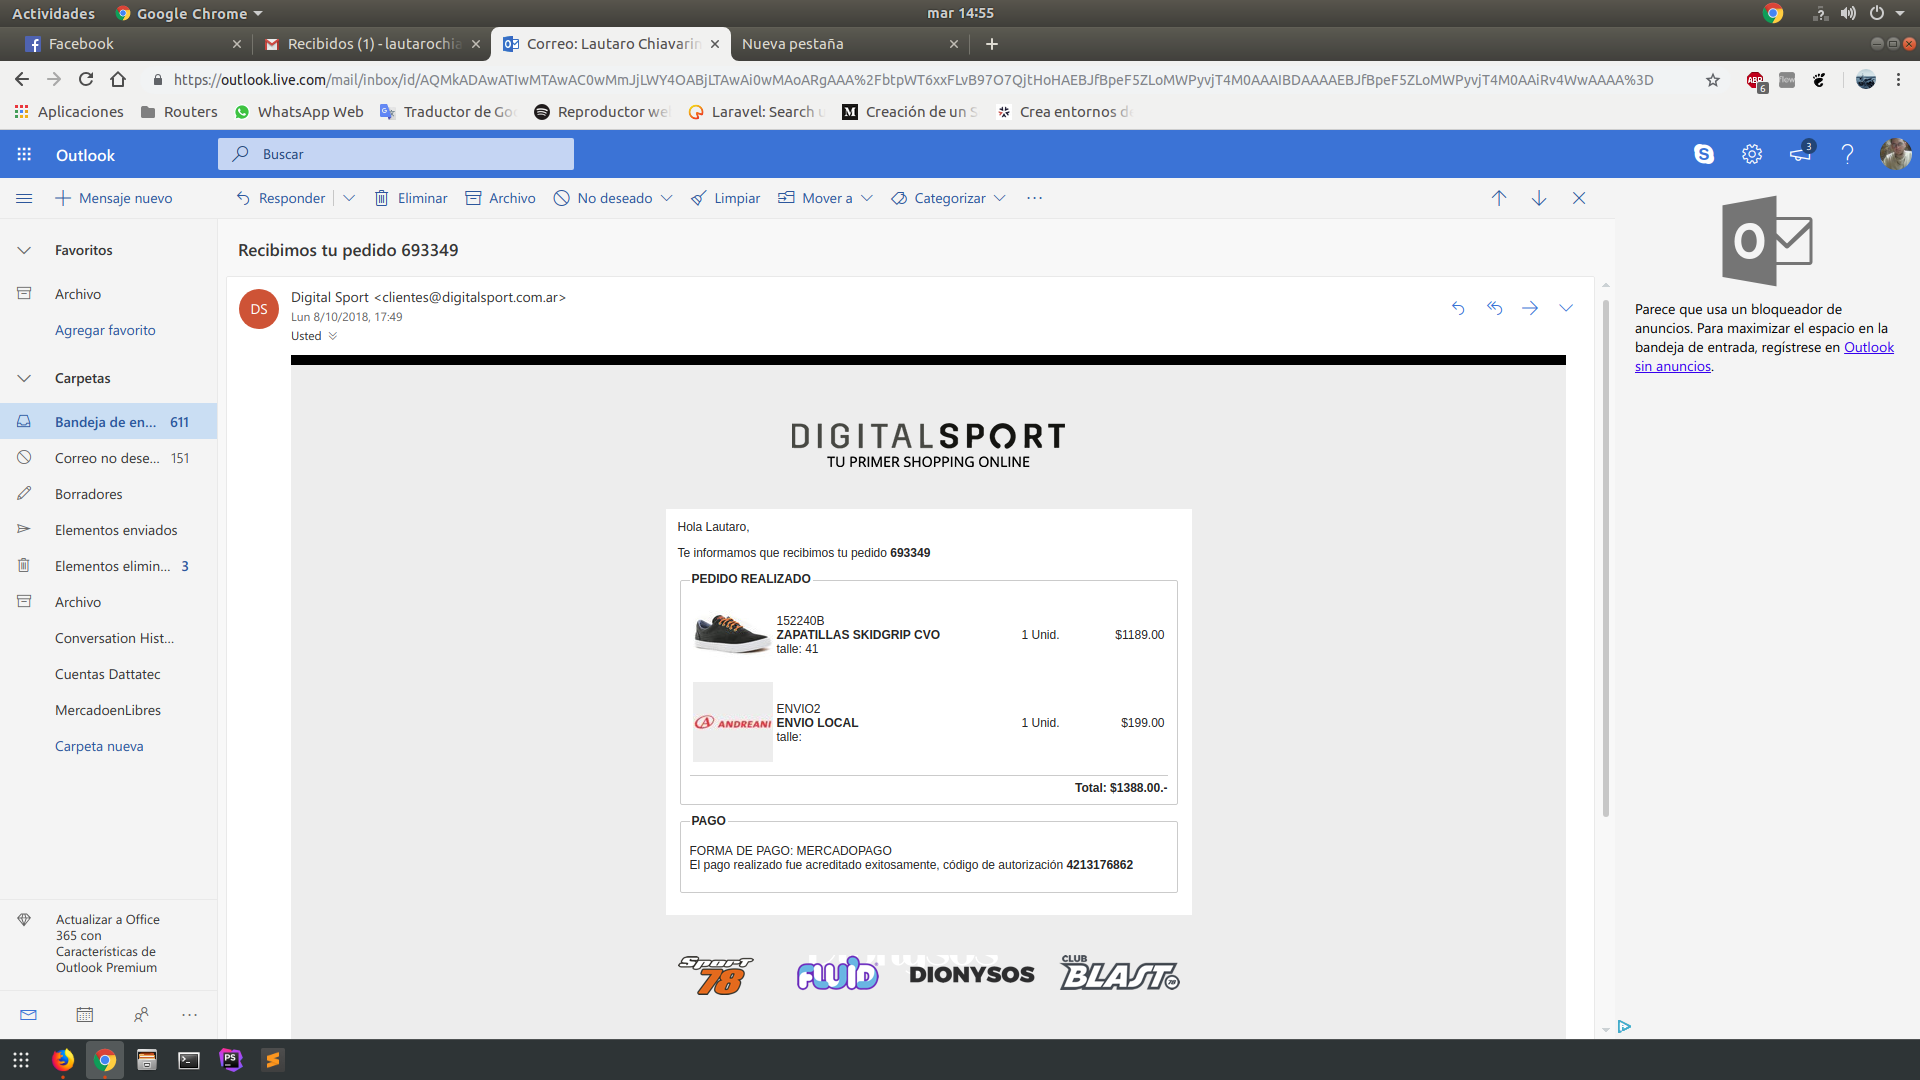 Actividades
Google Chrome
mar 14:55
Facebook
Recibidos (1) - lautarochia
Correo: Lautaro Chiavarin
Nueva pestaña
https://outlook.live.com/mail/inbox/id/AQMkADAwATIwMTAwAC0wMmJjLWY4OABjLTAwAi0wMAoARgAAA%2FbtpWT6xxFLvB97O7QjtHoHAEBJfBpeF5ZLoMWPyvjT4M0AAAIBDAAAAEBJfBpeF5ZLoMWPyvjT4M0AAiRv4WwAAAA%3D
ABP
6
flow
Aplicaciones
Routers
WhatsApp Web
Traductor de Goo
Reproductor we
Laravel: Search u
M
Creación de un S
Crea entornos de
Outlook
Buscar
3
Mensaje nuevo
Responder
Eliminar
Archivo
No deseado
Limpiar
Mover a
Categorizar
Favoritos
Archivo
Agregar favorito
Carpetas
Bandeja de en... 611
Correo no dese... 151
Borradores
Elementos enviados
Elementos elimin... 3
Archivo
Conversation Hist...
Cuentas Dattatec
MercadoenLibres
Carpeta nueva
Actualizar a Office
365 con
Características de
Outlook Premium
Recibimos tu pedido 693349
DS
Digital Sport <clientes@digitalsport.com.ar>
Lun 8/10/2018, 17:49
Usted
DIGITALSPORT
TU PRIMER SHOPPING ONLINE
Hola Lautaro,
Te informamos que recibimos tu pedido 693349
PEDIDO REALIZADO
152240B
ZAPATILLAS SKIDGRIP CVO 1 Unid. $1189.00
talle: 41
ANDREANI
ENVIO2
ENVIO LOCAL 1 Unid. $199.00
talle:
Total: $1388.00.-
PAGO
FORMA DE PAGO: MERCADOPAGO
El pago realizado fue acreditado exitosamente, código de autorización 4213176862
Sport 78
FLUID
DIONYSOS
CLUB BLAST 78
Parece que usa un bloqueador de
anuncios. Para maximizar el espacio en la
bandeja de entrada, regístrese en Outlook
sin anuncios.
PS